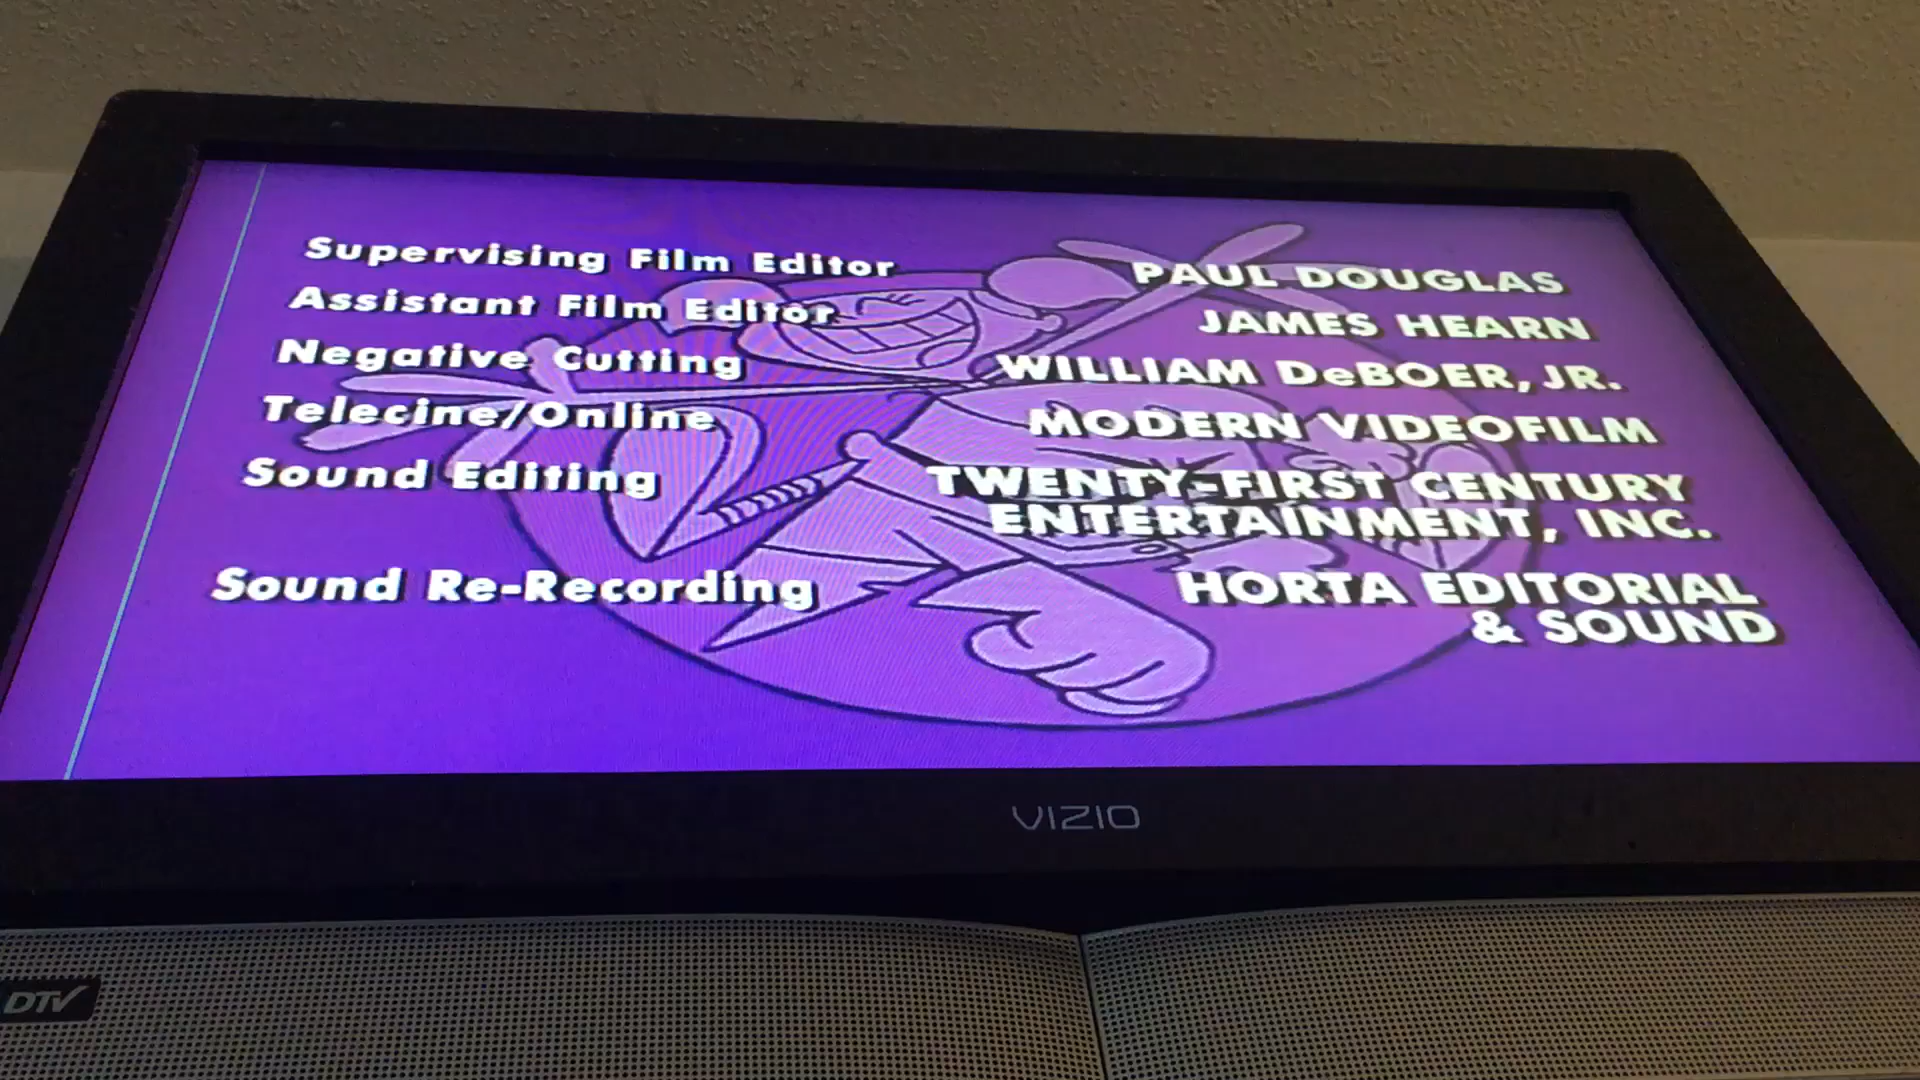 Supervising Film Editor PAUL DOUGLAS
Assistant Film Editor JAMES HEARN
Negative Cutting WILLIAM DeBOER, JR.
Telecine/Online MODERN VIDEOFILM
Sound Editing TWENTY-FIRST CENTURY
ENTERTAINMENT, INC.
Sound Re-Recording HORTA EDITORIAL
& SOUND
VIZIO
DTV